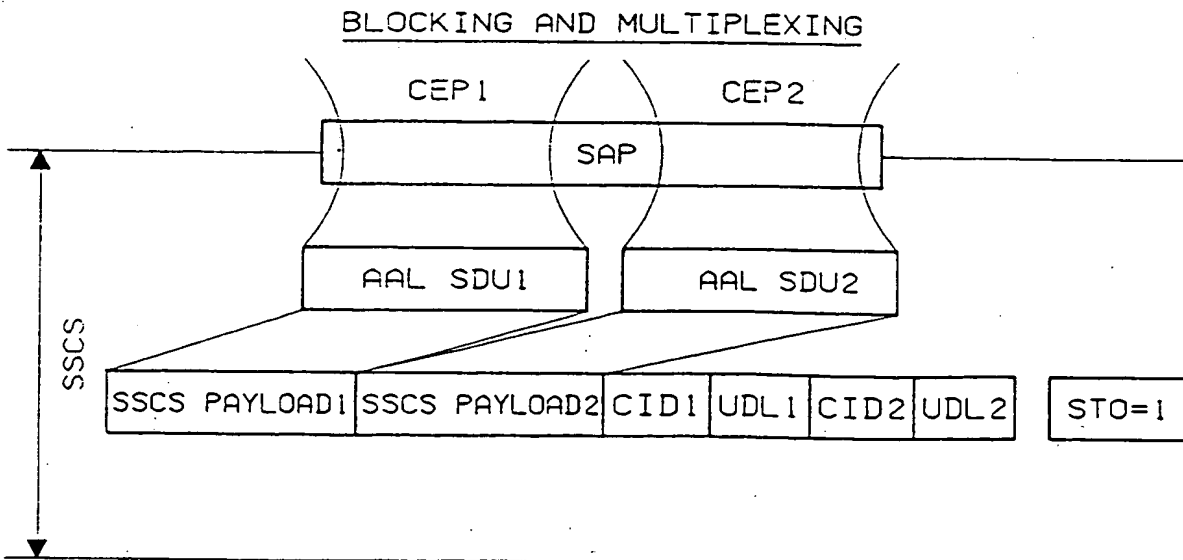 BLOCKING AND MULTIPLEXING
CEP1 CEP2
SAP
AAL SDU1 AAL SDU2
SSCS
SSCS PAYLOAD1 SSCS PAYLOAD2 CID1 UDL1 CID2 UDL2 STO=1